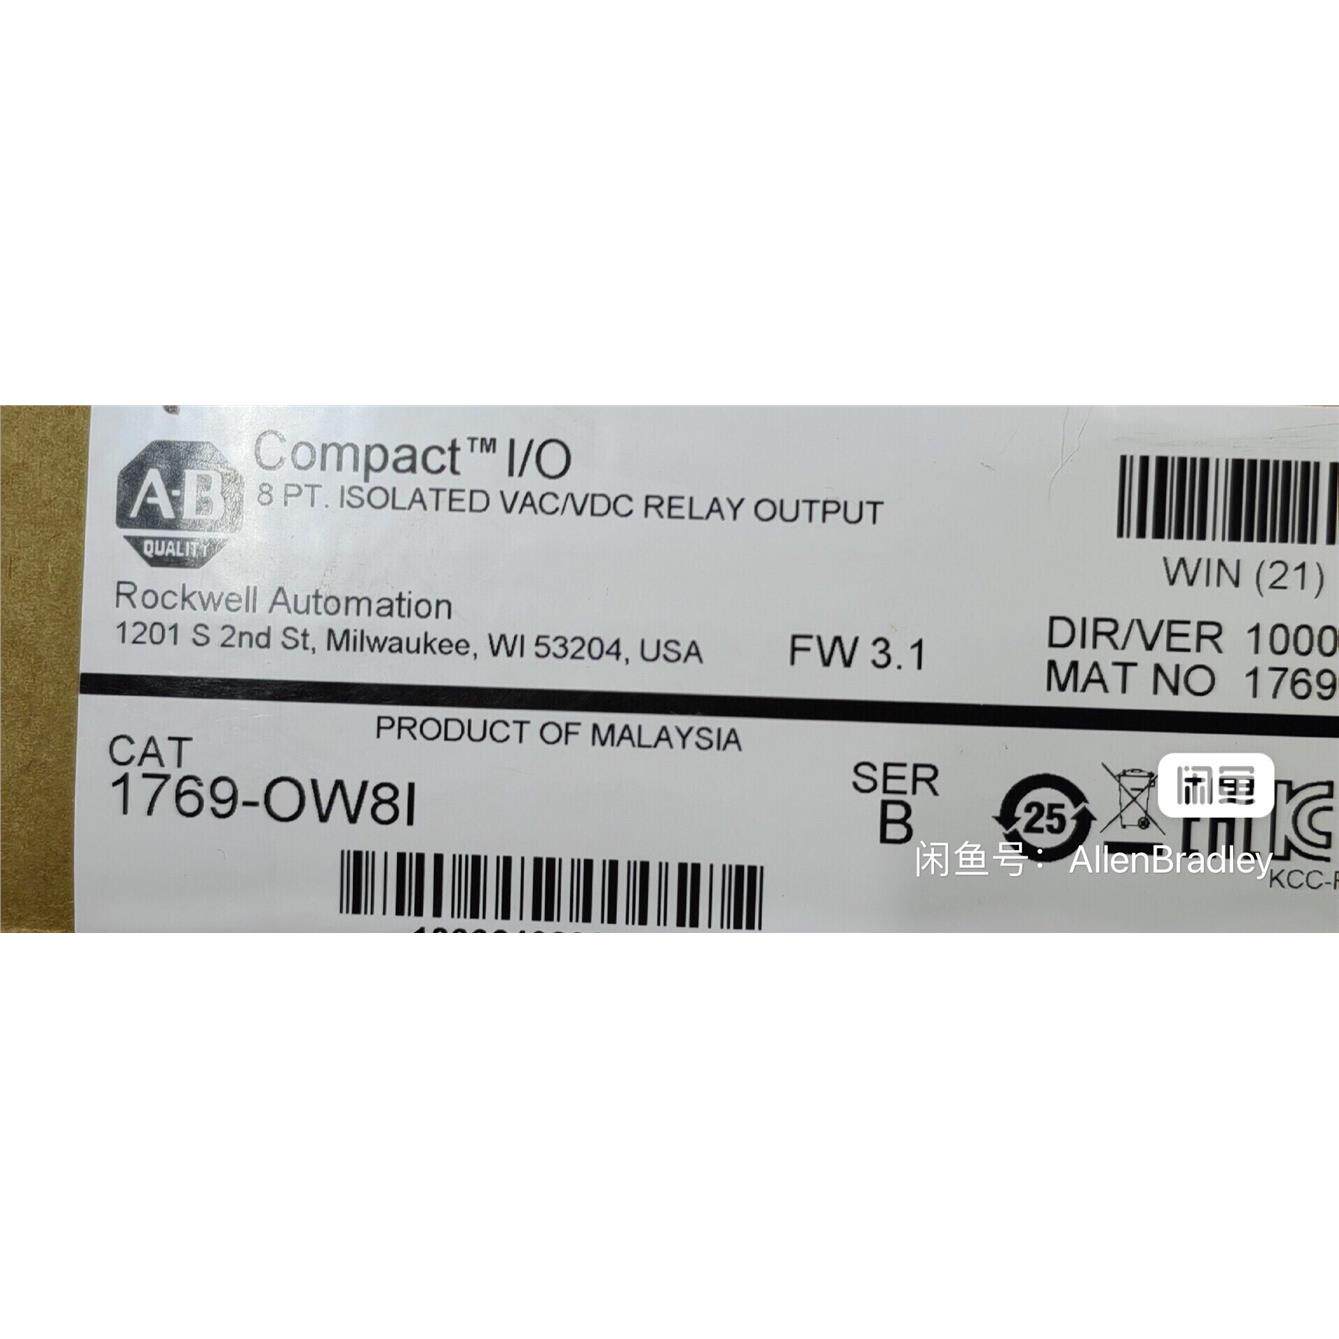 Compact™ I/O
8 PT. ISOLATED VAC/VDC RELAY OUTPUT
A-B
QUALITY
Rockwell Automation
1201 S 2nd St, Milwaukee, WI 53204, USA
FW 3.1
WIN (21)
DIR/VER 1000
MAT NO 1769
PRODUCT OF MALAYSIA
CAT
1769-OW8I
SER
B
25
闲鱼
闲鱼号：AllenBradley
KCC-